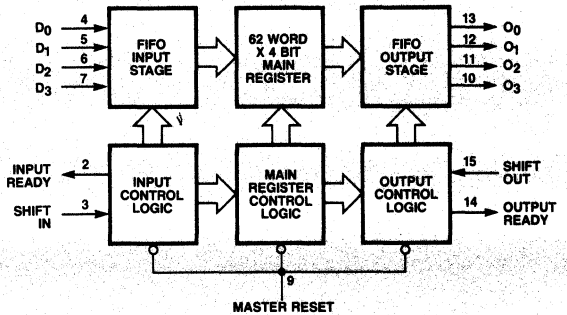 D0 4
D1 5
D2 6
D3 7
FIFO
INPUT
STAGE
62 WORD
X 4 BIT
MAIN
REGISTER
FIFO
OUTPUT
STAGE
13 O0
12 O1
11 O2
10 O3
INPUT
READY
2
SHIFT
IN
3
INPUT
CONTROL
LOGIC
MAIN
REGISTER
CONTROL
LOGIC
OUTPUT
CONTROL
LOGIC
15
SHIFT
OUT
14
OUTPUT
READY
9
MASTER RESET